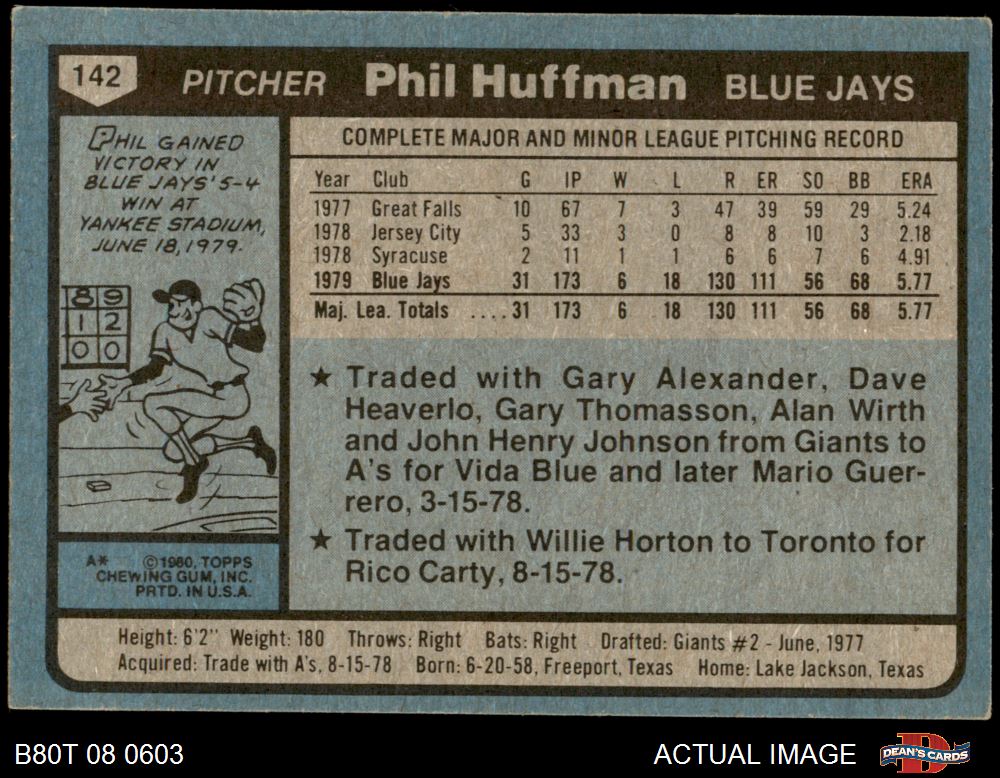 142 PITCHER Phil Huffman BLUE JAYS
PHIL GAINED
VICTORY IN
BLUE JAYS' 5-4
WIN AT
YANKEE STADIUM,
JUNE 18, 1979.
8 9
1 2
0 0
A* ©1980, TOPPS
CHEWING GUM, INC.
PRTD. IN U.S.A.
COMPLETE MAJOR AND MINOR LEAGUE PITCHING RECORD
Year Club G IP W L R ER SO BB ERA
1977 Great Falls 10 67 7 3 47 39 59 29 5.24
1978 Jersey City 5 33 3 0 8 8 10 3 2.18
1978 Syracuse 2 11 1 1 6 6 7 6 4.91
1979 Blue Jays 31 173 6 18 130 111 56 68 5.77
Maj. Lea. Totals ....31 173 6 18 130 111 56 68 5.77
★ Traded with Gary Alexander, Dave
Heaverlo, Gary Thomasson, Alan Wirth
and John Henry Johnson from Giants to
A's for Vida Blue and later Mario Guer-
rero, 3-15-78.
★ Traded with Willie Horton to Toronto for
Rico Carty, 8-15-78.
Height: 6'2" Weight: 180 Throws: Right Bats: Right Drafted: Giants #2 - June, 1977
Acquired: Trade with A's, 8-15-78 Born: 6-20-58, Freeport, Texas Home: Lake Jackson, Texas
B80T 08 0603 ACTUAL IMAGE D DEAN'S CARDS